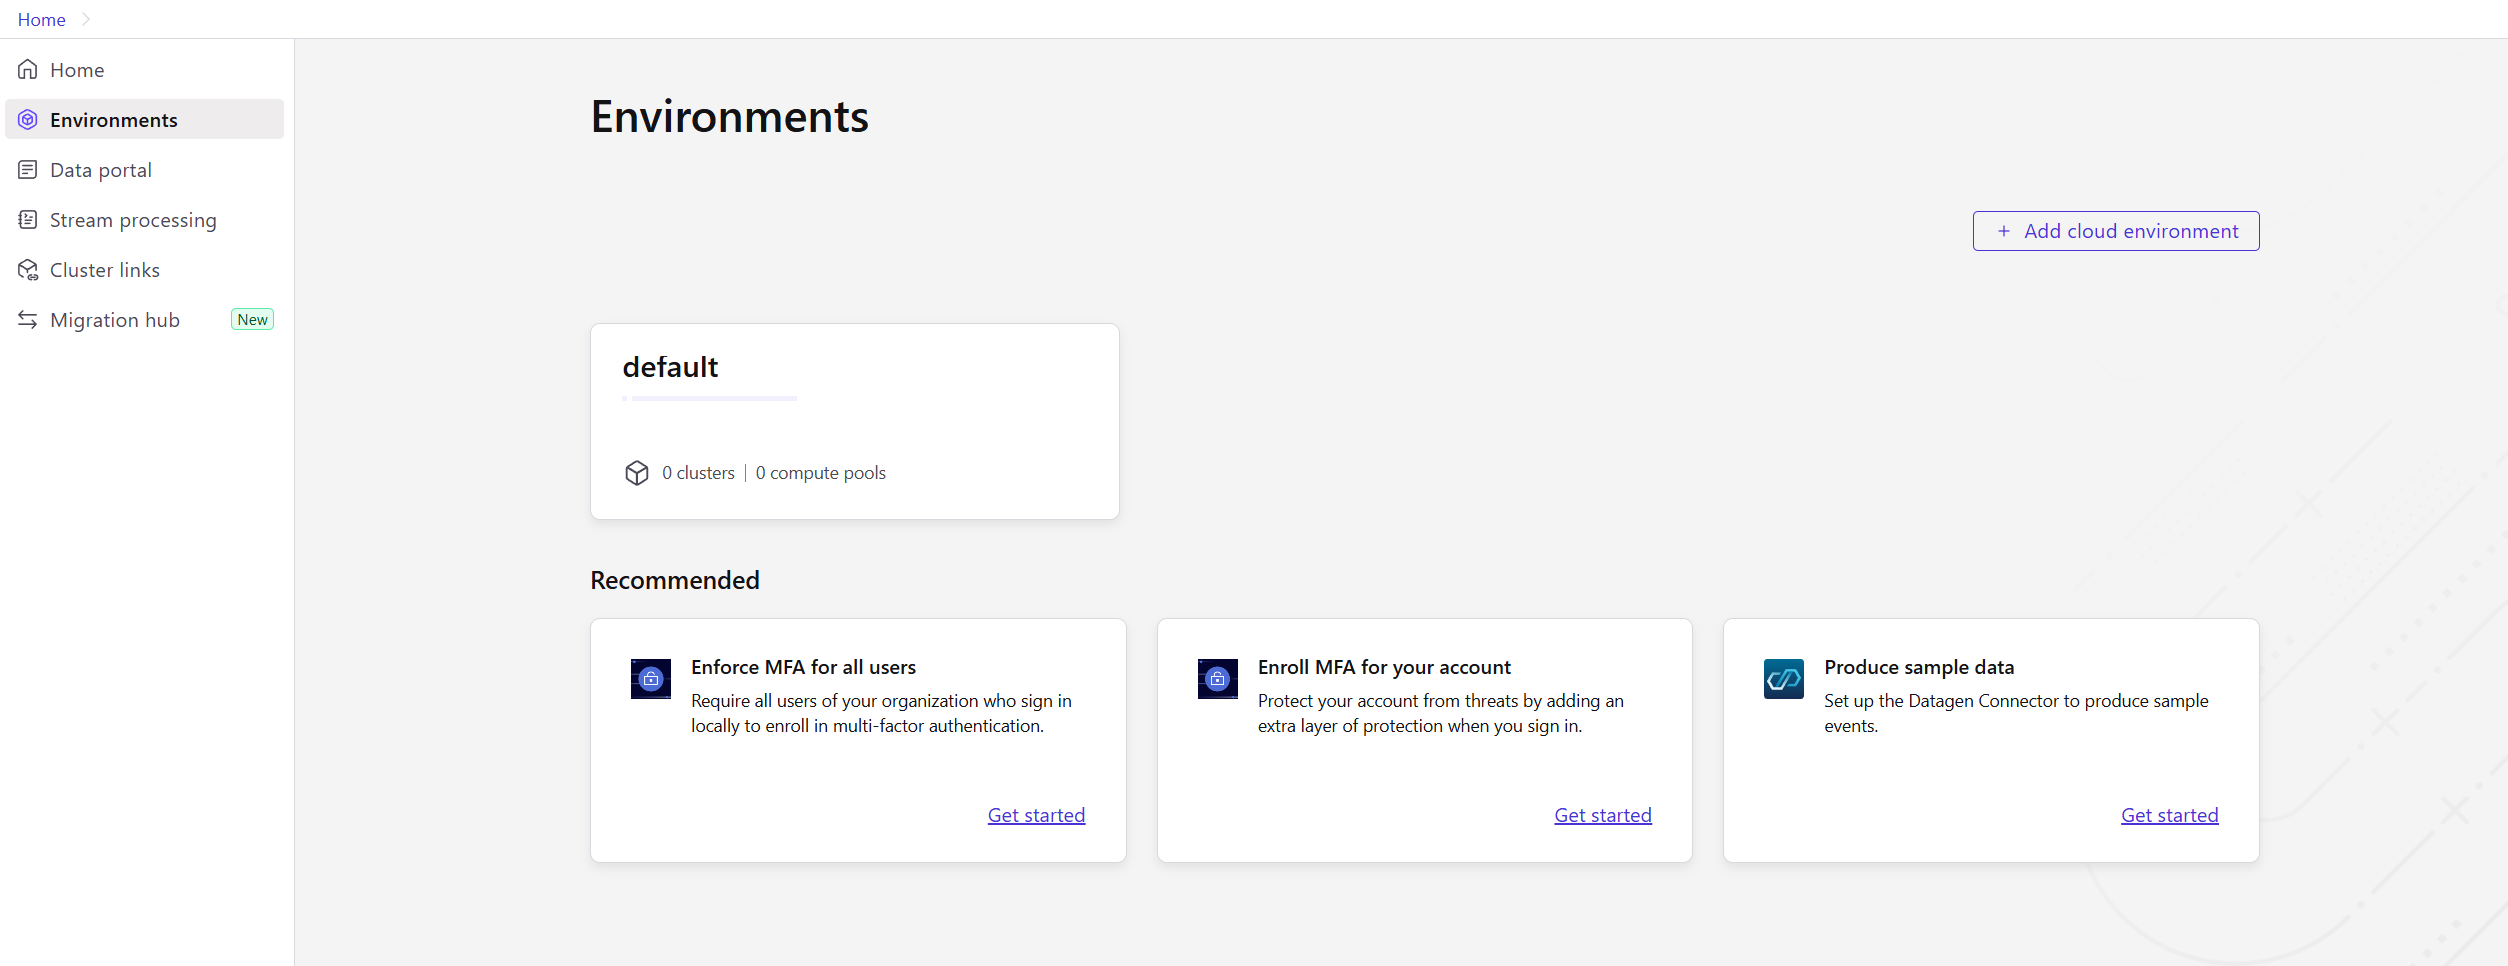 Home
Home
Environments
Data portal
Stream processing
Cluster links
Migration hub New
Environments
+ Add cloud environment
default
0 clusters | 0 compute pools
Recommended
Enforce MFA for all users
Require all users of your organization who sign in
locally to enroll in multi-factor authentication.
Get started
Enroll MFA for your account
Protect your account from threats by adding an
extra layer of protection when you sign in.
Get started
Produce sample data
Set up the Datagen Connector to produce sample
events.
Get started